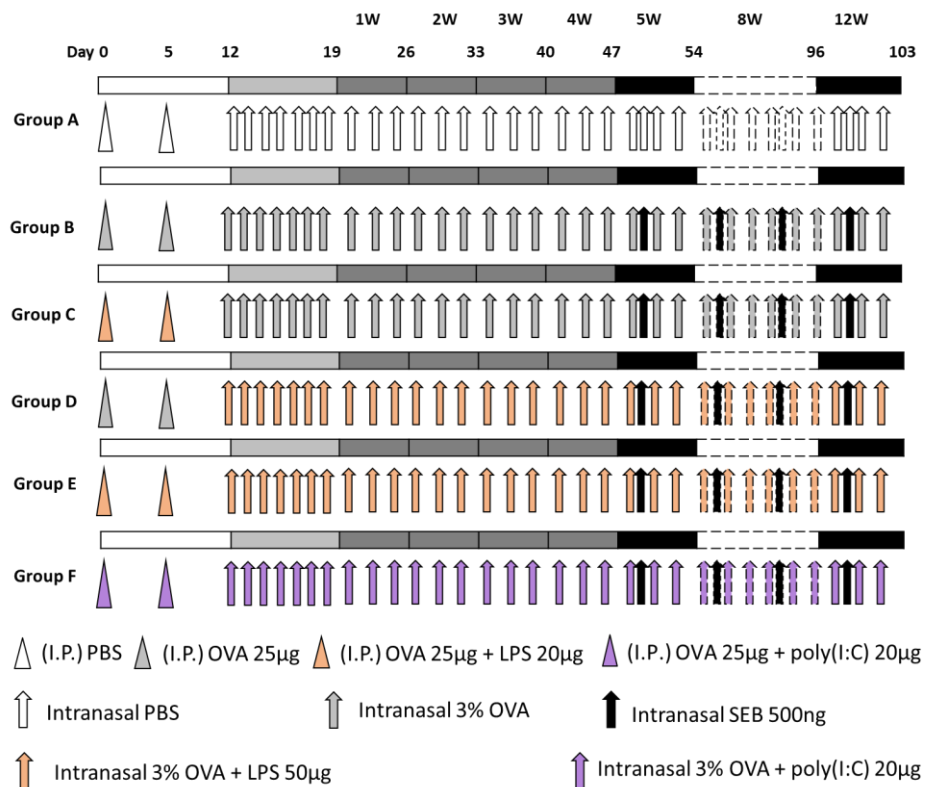 1W 2W 3W 4W 5W 8W 12W
Day 0 5 12 19 26 33 40 47 54 96 103
Group A
Group B
Group C
Group D
Group E
Group F
(I.P.) PBS (I.P.) OVA 25µg (I.P.) OVA 25µg + LPS 20µg (I.P.) OVA 25µg + poly(I:C) 20µg
Intranasal PBS Intranasal 3% OVA Intranasal SEB 500ng
Intranasal 3% OVA + LPS 50µg Intranasal 3% OVA + poly(I:C) 20µg